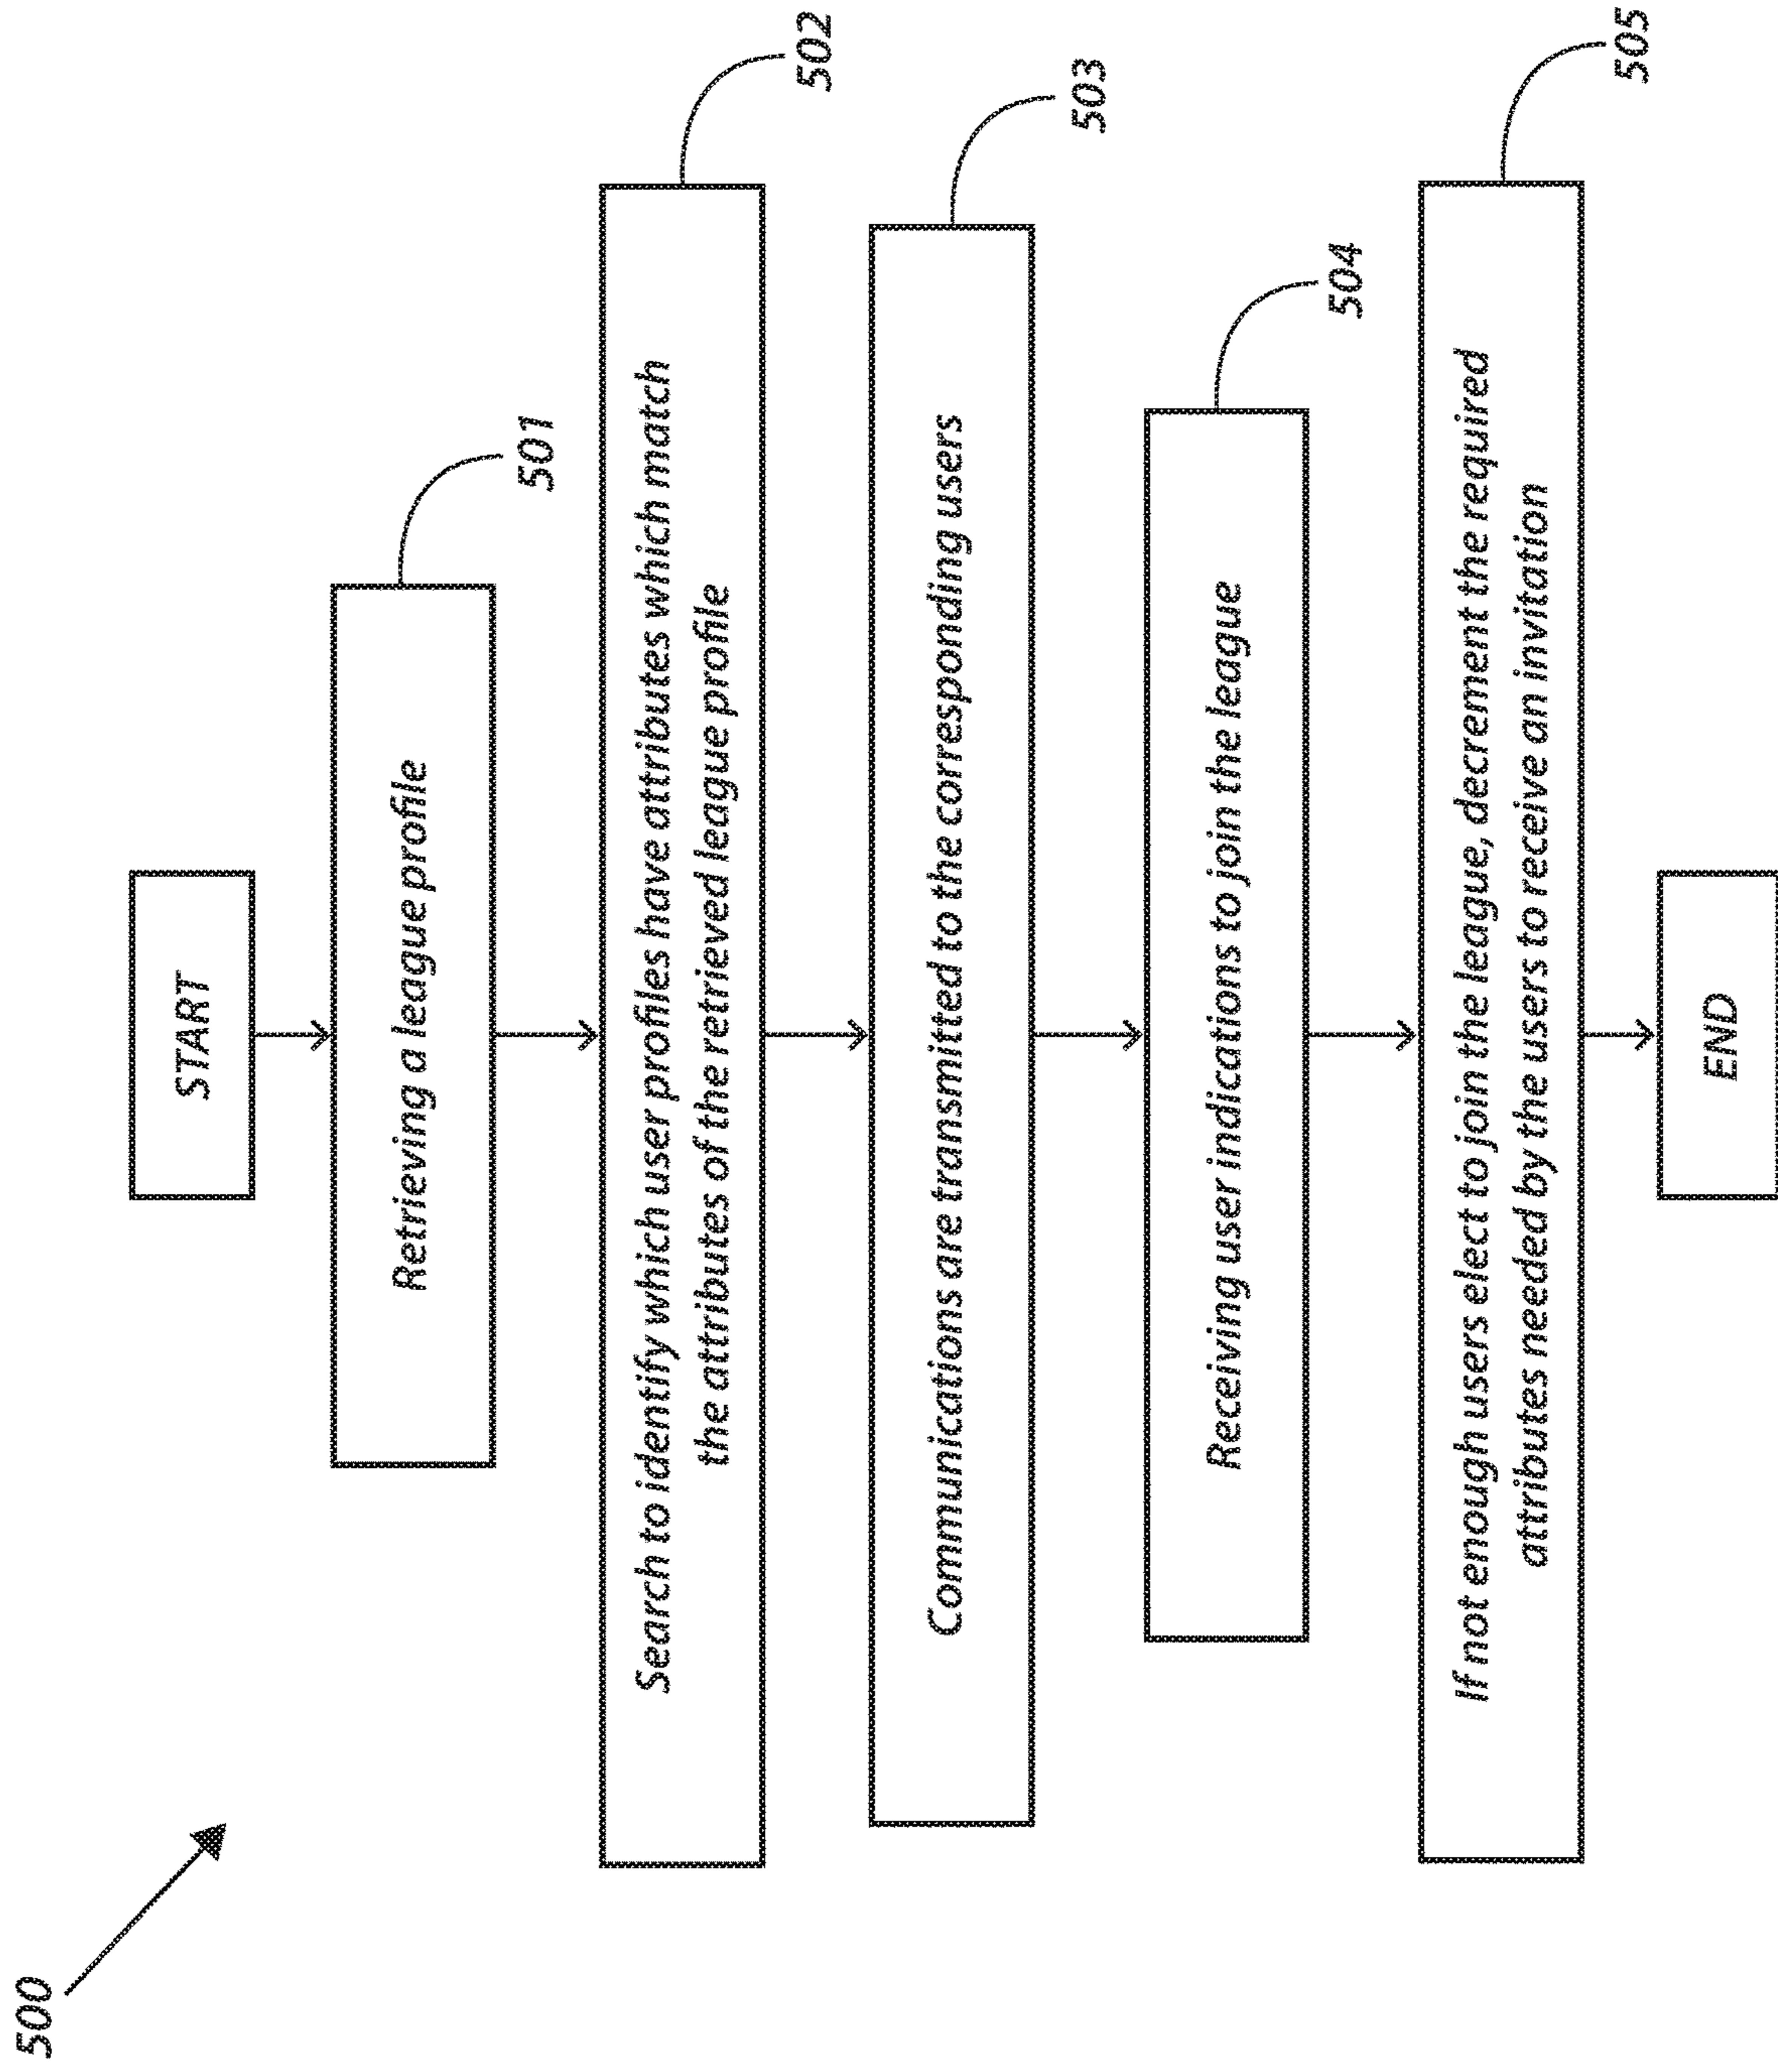 500
START
Retrieving a league profile
501
Search to identify which user profiles have attributes which match
the attributes of the retrieved league profile
502
Communications are transmitted to the corresponding users
503
Receiving user indications to join the league
504
If not enough users elect to join the league, decrement the required
attributes needed by the users to receive an invitation
505
END